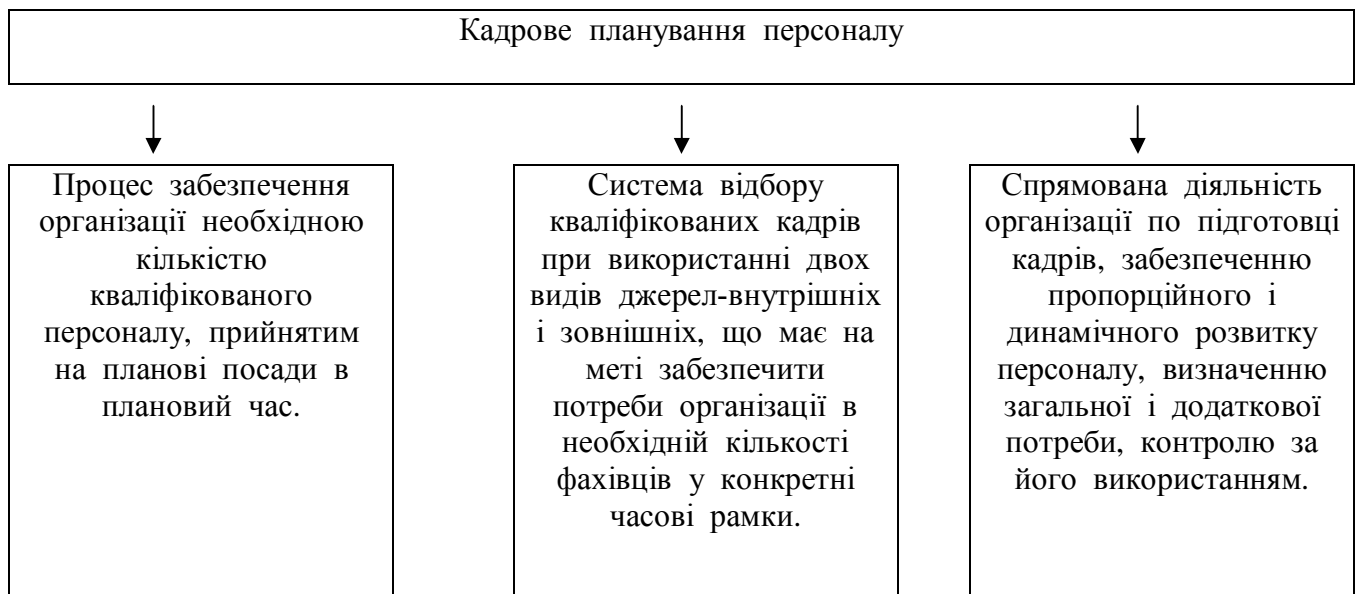 Кадрове планування персоналу
Процес забезпечення
організації необхідною
кількістю
кваліфікованого
персоналу, прийнятим
на планові посади в
плановий час.
Система відбору
кваліфікованих кадрів
при використанні двох
видів джерел-внутрішніх
і зовнішніх, що має на
меті забезпечити
потреби організації в
необхідній кількості
фахівців у конкретні
часові рамки.
Спрямована діяльність
організації по підготовці
кадрів, забезпеченню
пропорційного і
динамічного розвитку
персоналу, визначенню
загальної і додаткової
потреби, контролю за
його використанням.